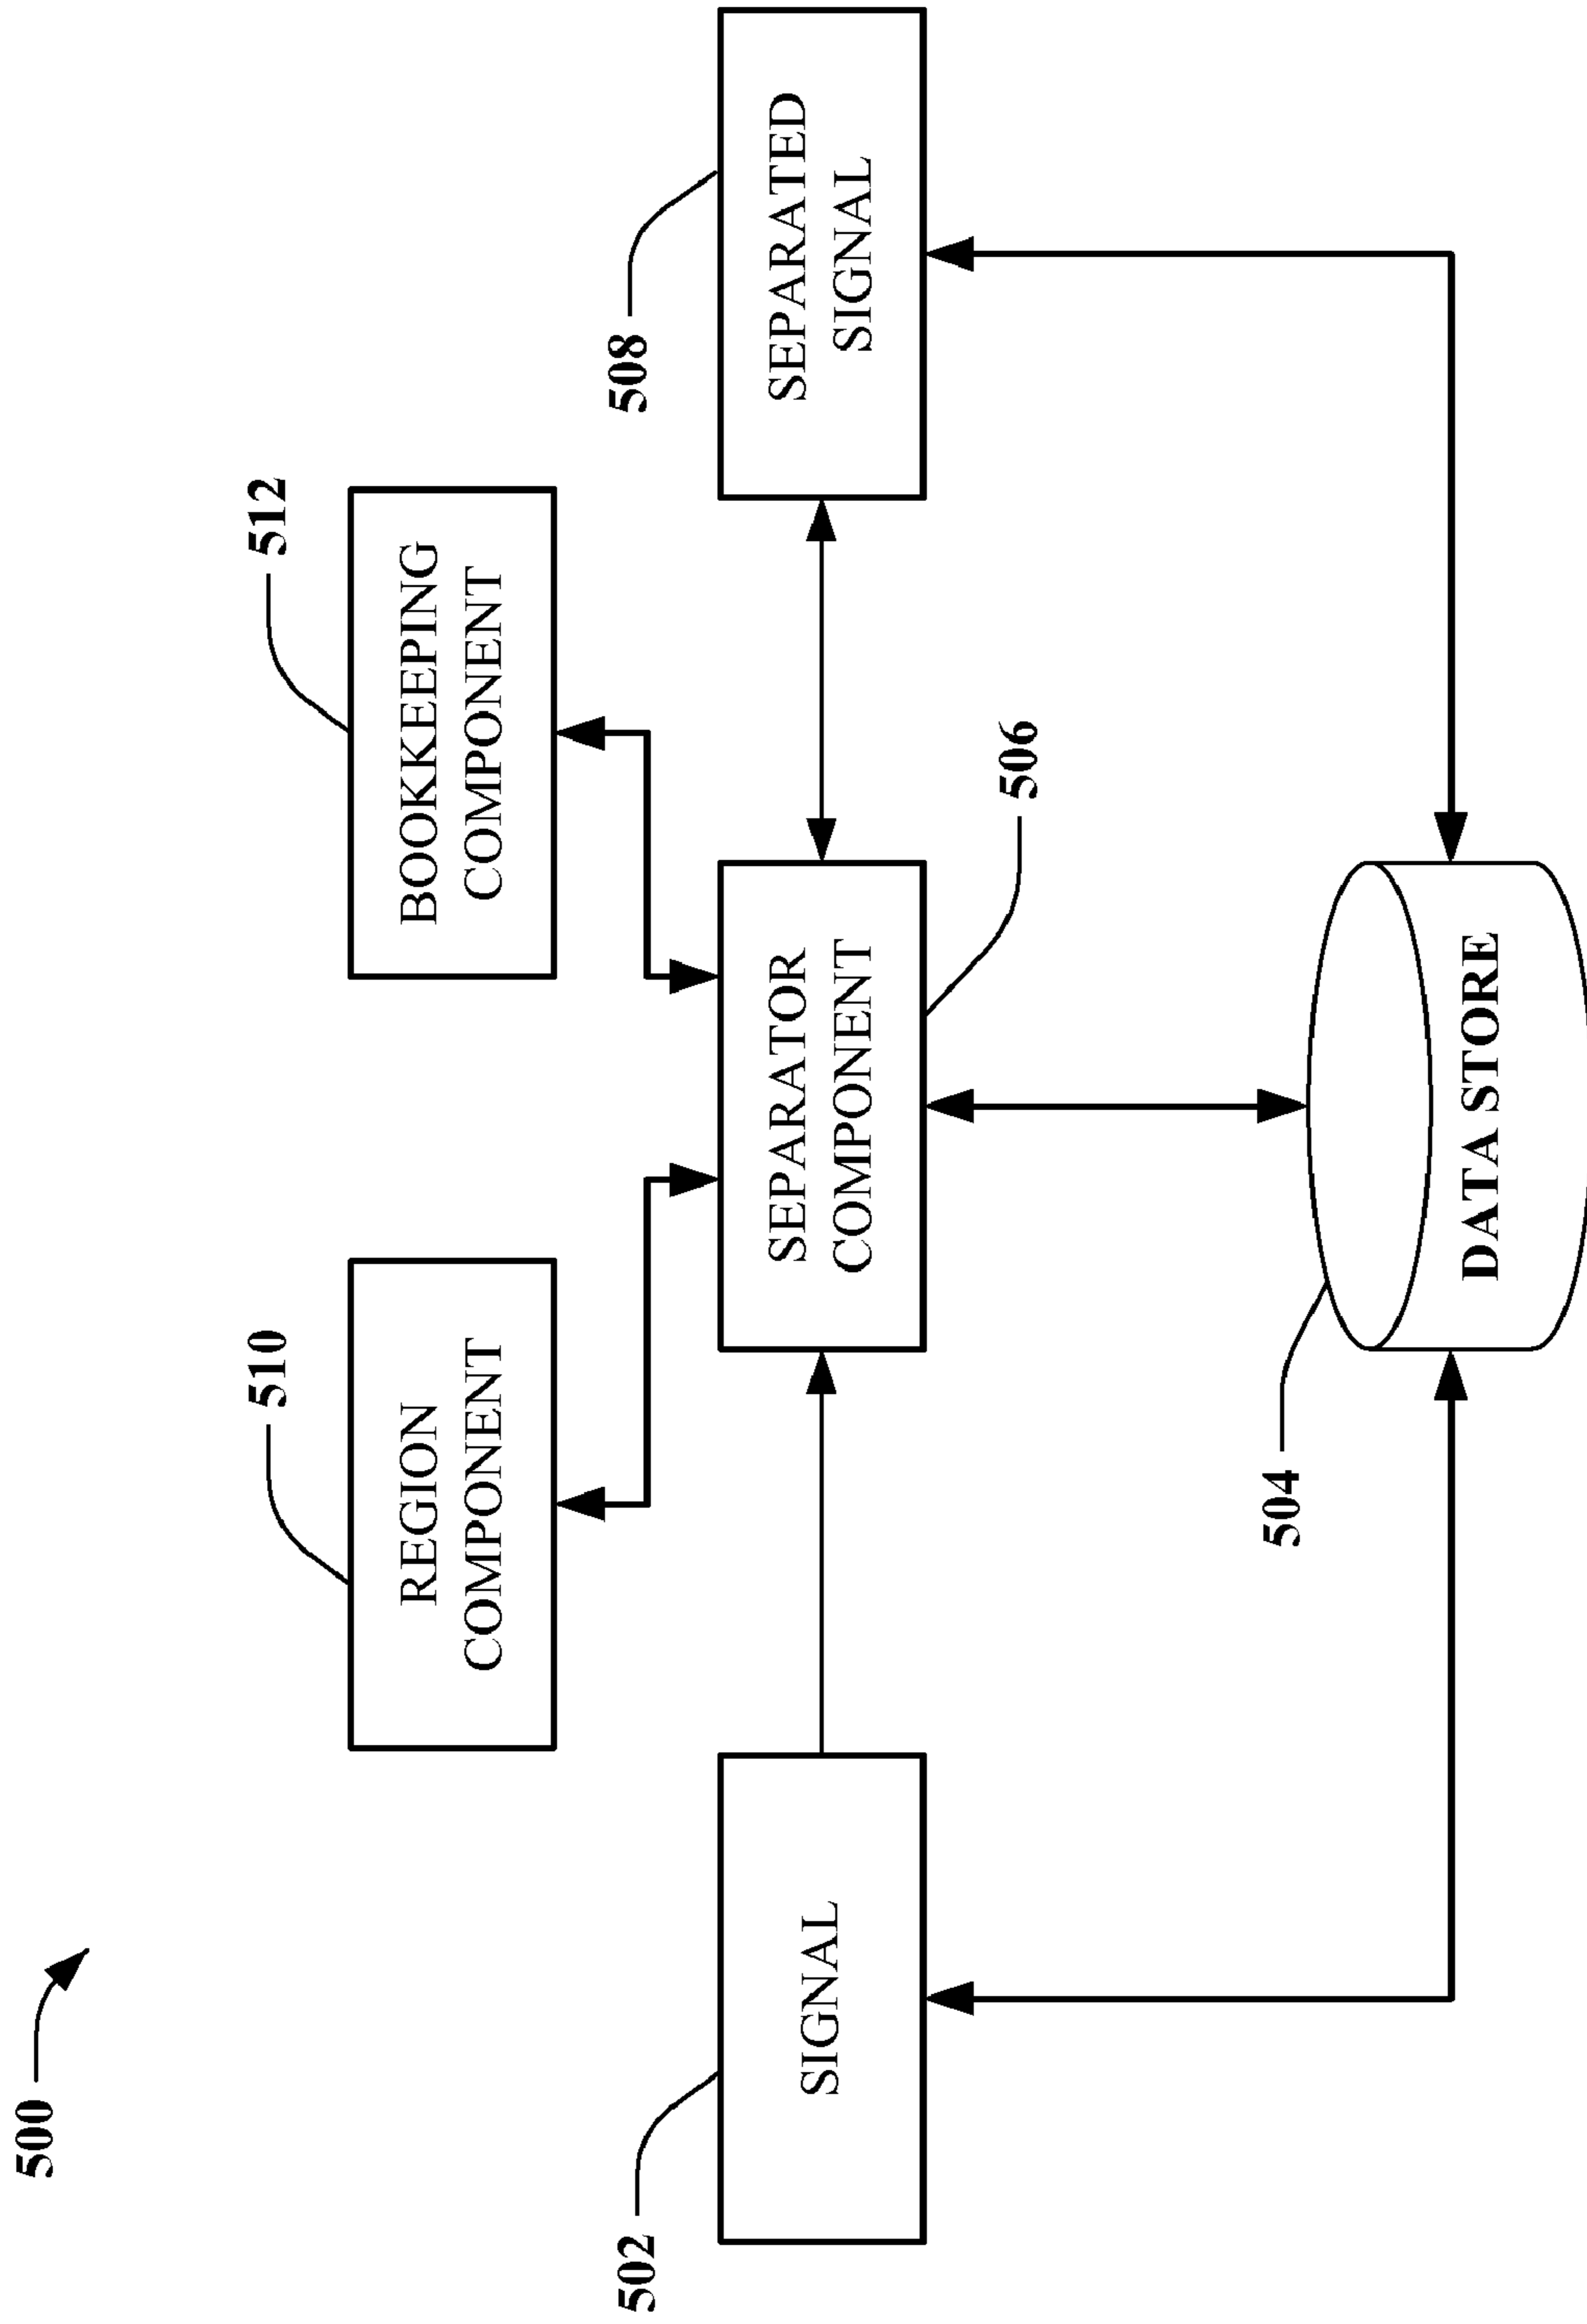 500
510
REGION
COMPONENT
512
BOOKKEEPING
COMPONENT
502
SIGNAL
SEPARATOR
COMPONENT
506
508
SEPARATED
SIGNAL
504
DATA STORE